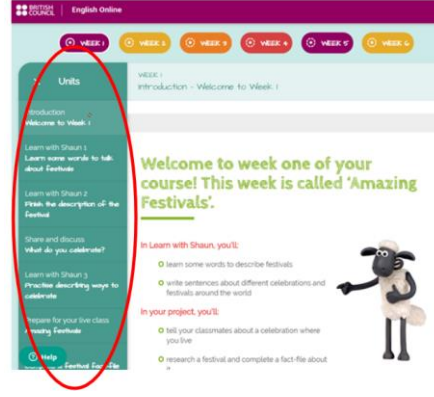 BRITISH
COUNCIL
English Online
WEEK 1
WEEK 2
WEEK 3
WEEK 4
WEEK 5
WEEK 6
Units
Introduction
Welcome to Week 1
Learn with Shaun 1
Learn some words to talk
about festivals
Learn with Shaun 2
Finish the description of the
festival
Share and discuss
What do you celebrate?
Learn with Shaun 3
Practise describing ways to
celebrate
Prepare for your live class
Amazing festivals
Help
a festival fact-file
WEEK 1
Introduction - Welcome to Week 1
Welcome to week one of your
course! This week is called 'Amazing
Festivals'.
In Learn with Shaun, you'll:
learn some words to describe festivals
write sentences about different celebrations and
festivals around the world
In your project, you'll:
tell your classmates about a celebration where
you live
research a festival and complete a fact-file about